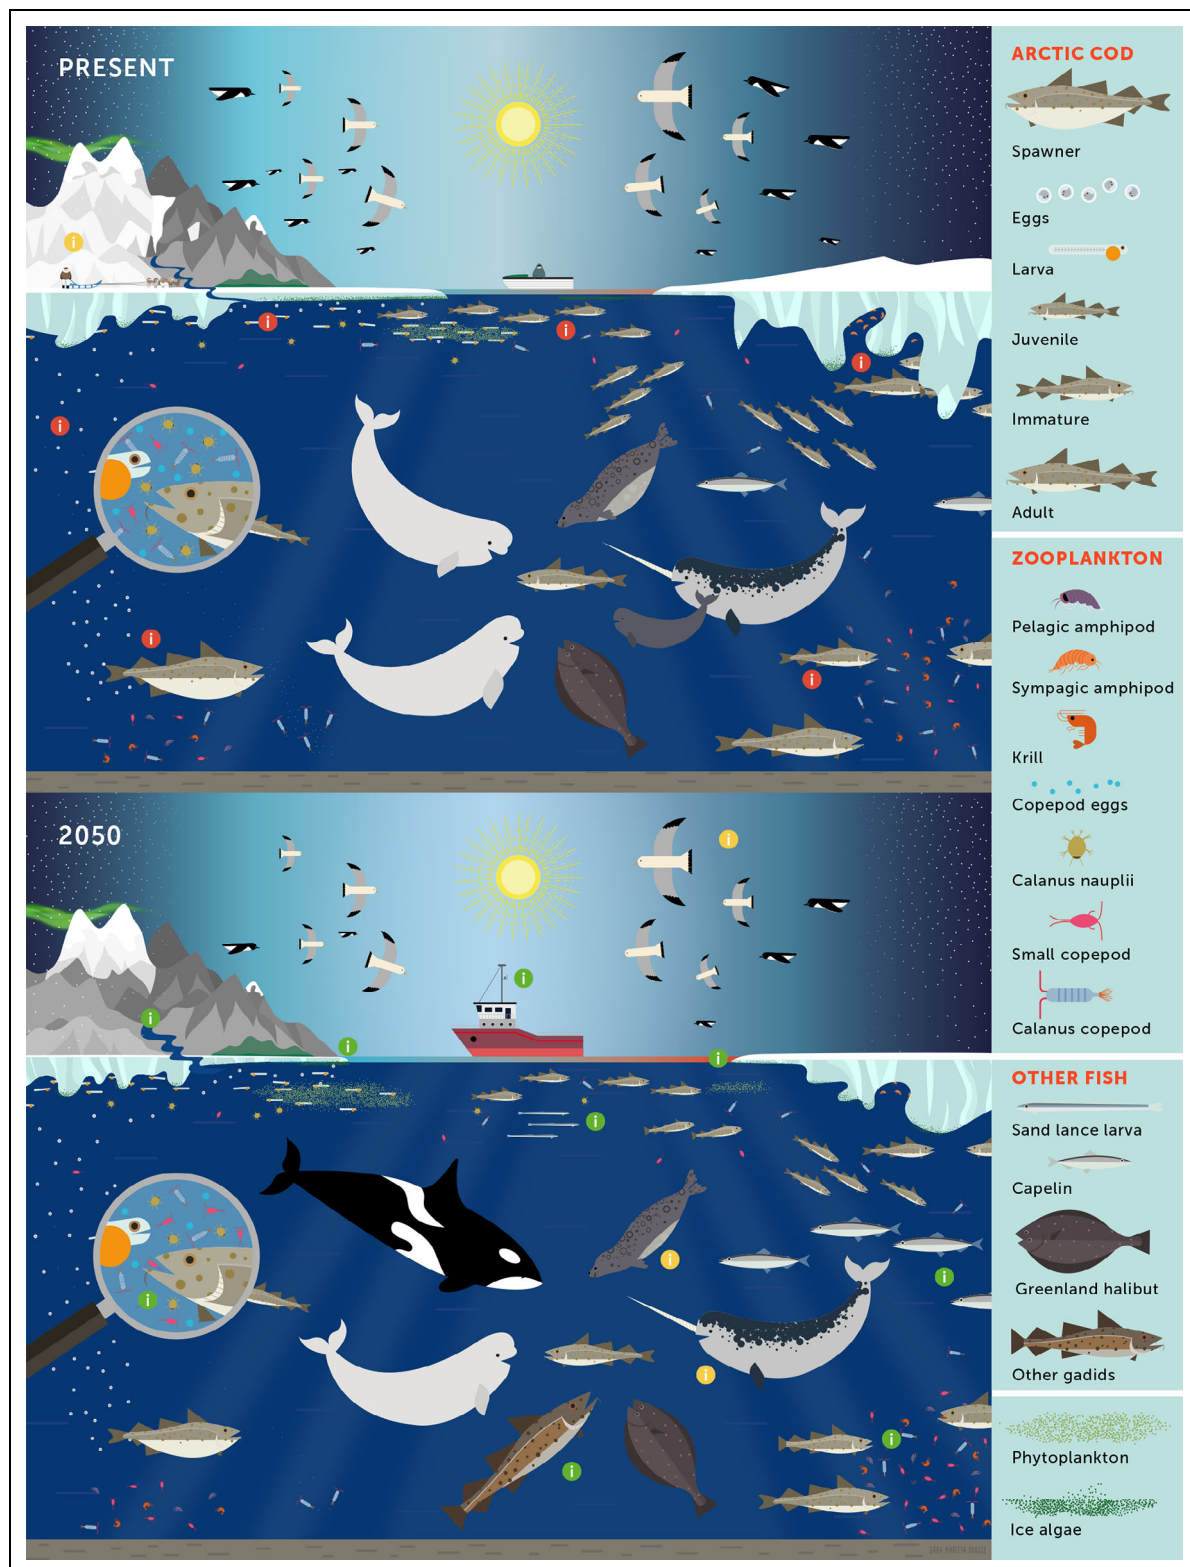 PRESENT
i
i
i
i
i
i
i
2050
i
i
i
i
i
i
i
i
i
i
i
i
ARCTIC COD
Spawner
Eggs
Larva
Juvenile
Immature
Adult
ZOOPLANKTON
Pelagic amphipod
Sympagic amphipod
Krill
Copepod eggs
Calanus nauplii
Small copepod
Calanus copepod
OTHER FISH
Sand lance larva
Capelin
Greenland halibut
Other gadids
Phytoplankton
Ice algae